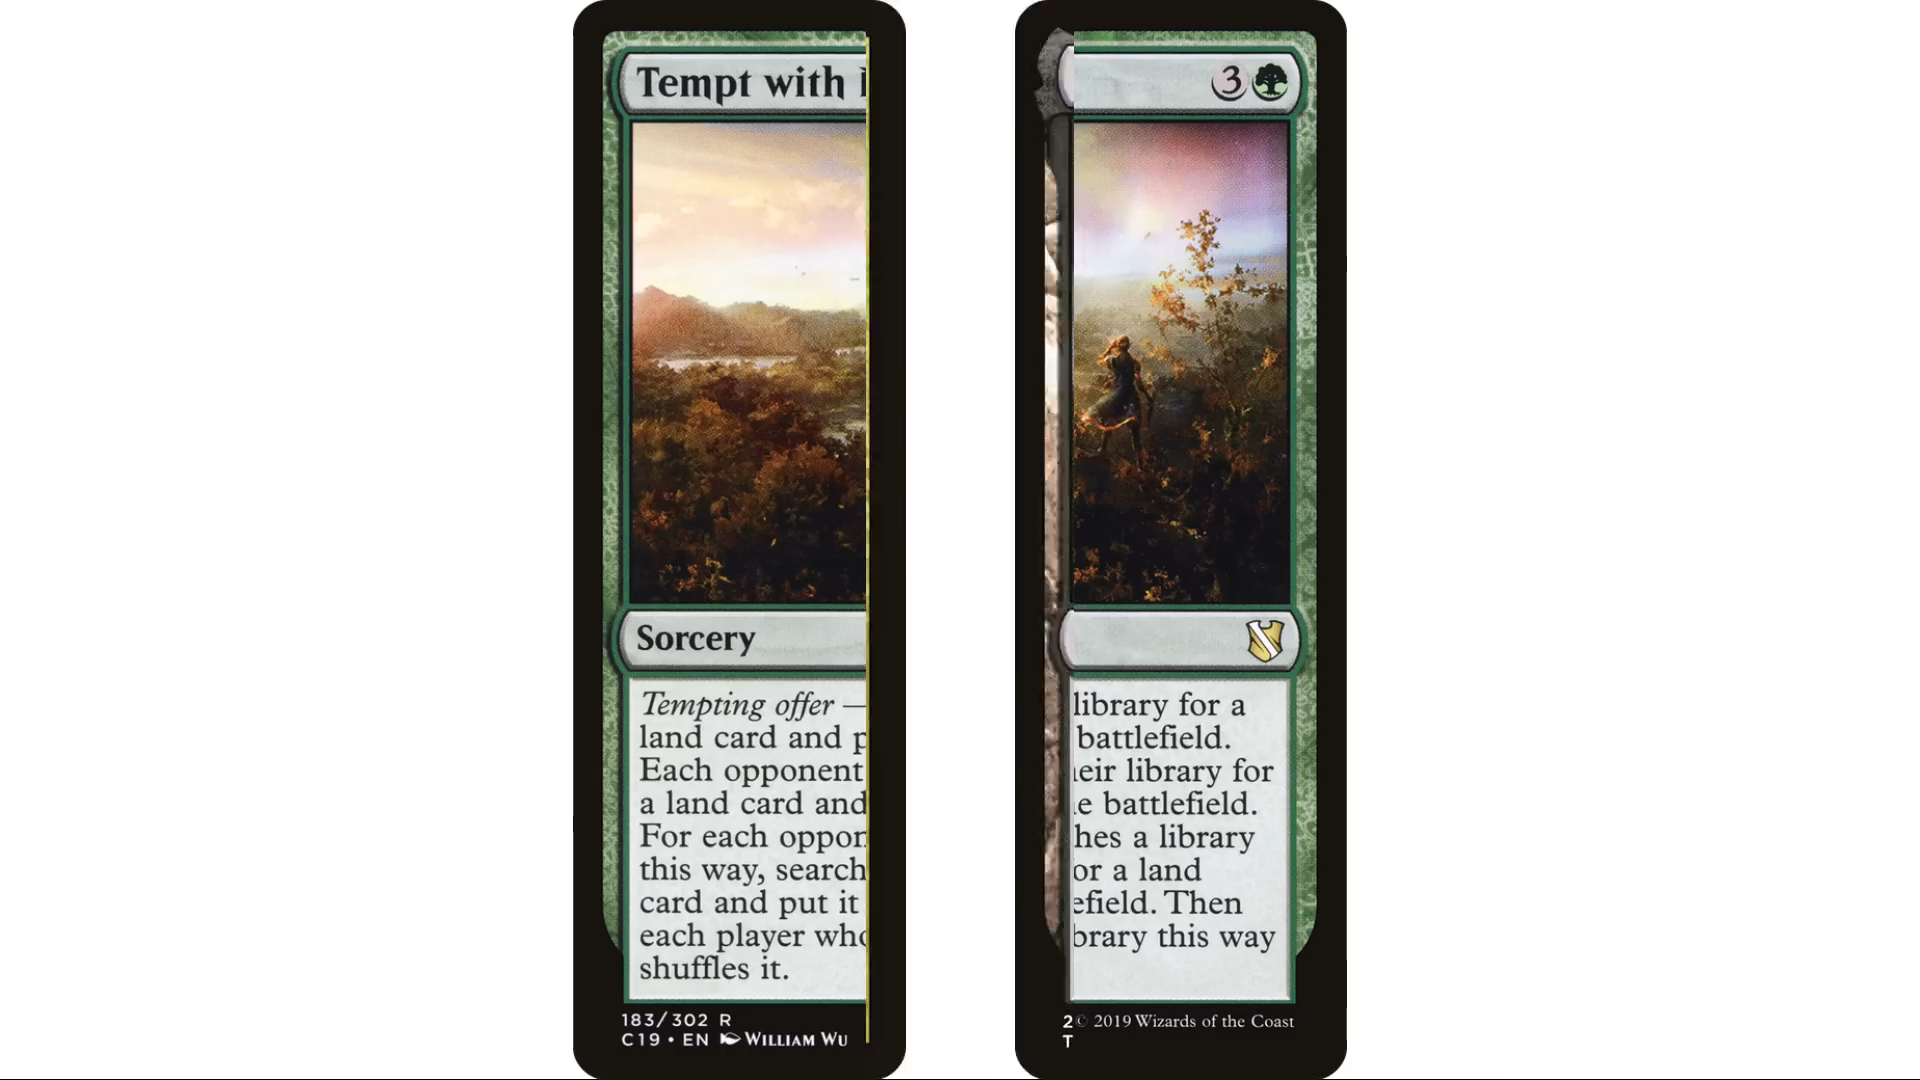 Tempt with
3
Sorcery
Tempting offer — library for a
land card and p battlefield.
Each opponent eir library for
a land card and e battlefield.
For each oppon hes a library
this way, search or a land
card and put it efield. Then
each player who brary this way
shuffles it.
183/302 R
C19 • EN WILLIAM WU
2 © 2019 Wizards of the Coast
T